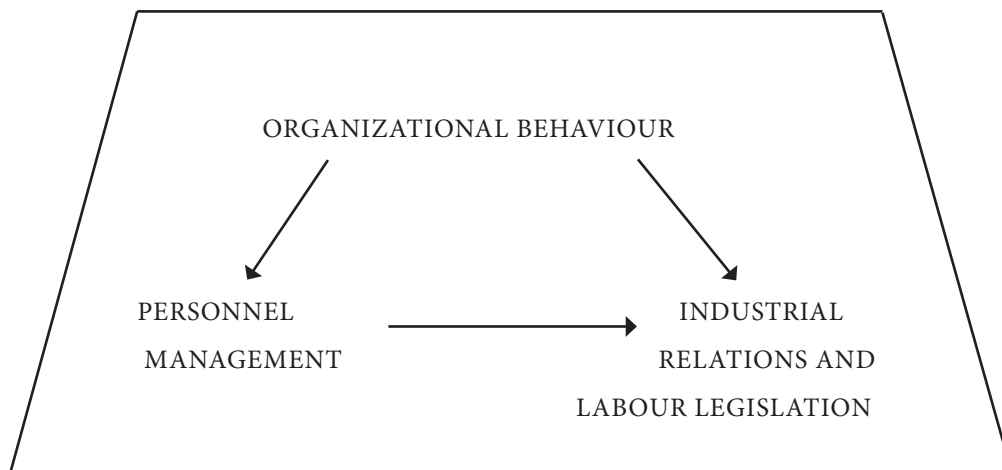 ORGANIZATIONAL BEHAVIOUR
PERSONNEL
MANAGEMENT
INDUSTRIAL
RELATIONS AND
LABOUR LEGISLATION